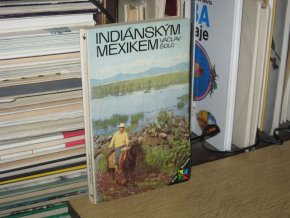 INDIÁNSKÝM
MEXIKEM
VÁCLAV
ŠOLC